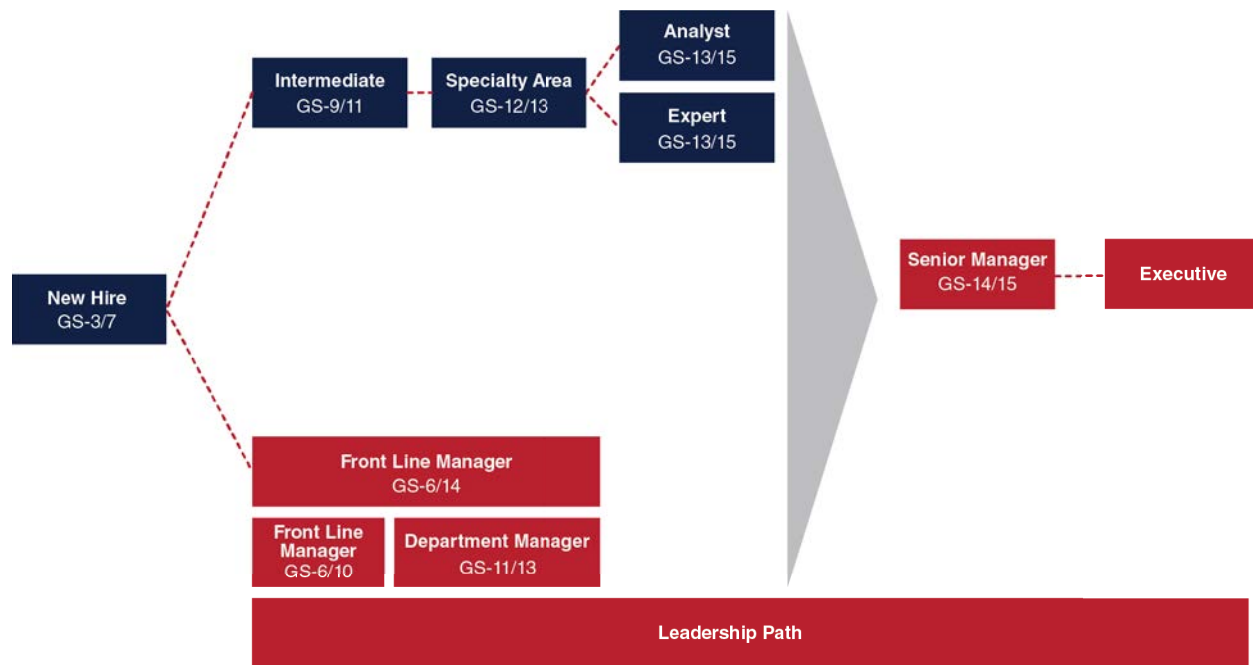 Analyst
GS-13/15
Intermediate
GS-9/11
Specialty Area
GS-12/13
Expert
GS-13/15
Senior Manager
GS-14/15
Executive
New Hire
GS-3/7
Front Line Manager
GS-6/14
Front Line
Manager
GS-6/10
Department Manager
GS-11/13
Leadership Path